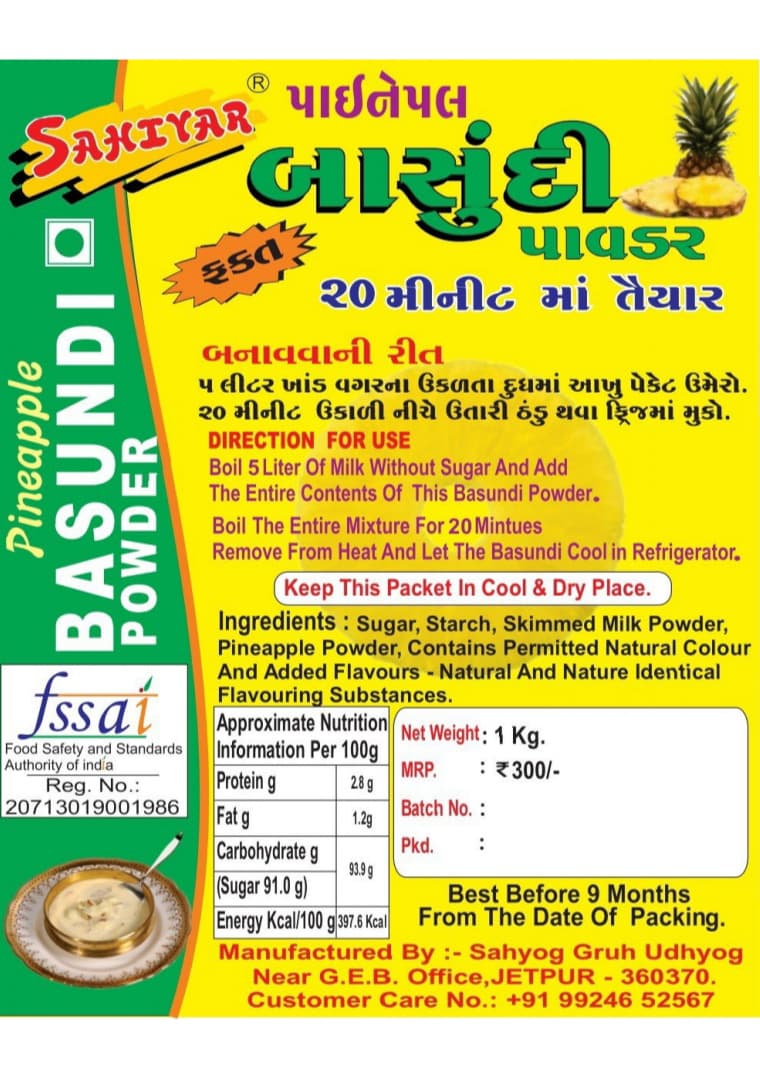 SAHIYAR ®
પાઈનેપલ
બાસુંદી
પાવડર
ફકત
૨૦ મીનીટ માં તૈયાર
Pineapple
BASUNDI
POWDER
બનાવવાની રીત
૫ લીટર ખાંડ વગરના ઉકળતા દુધમાં આખુ પેકેટ ઉમેરો.
૨૦ મીનીટ ઉકાળી નીચે ઉતારી ઠંડુ થવા ફ્રિજમાં મુકો.
DIRECTION FOR USE
Boil 5 Liter Of Milk Without Sugar And Add
The Entire Contents Of This Basundi Powder.
Boil The Entire Mixture For 20 Mintues
Remove From Heat And Let The Basundi Cool in Refrigerator.
Keep This Packet In Cool & Dry Place.
Ingredients : Sugar, Starch, Skimmed Milk Powder,
Pineapple Powder, Contains Permitted Natural Colour
And Added Flavours - Natural And Nature Identical
Flavouring Substances.
fssai
Food Safety and Standards
Authority of india
Reg. No.:
20713019001986
Approximate Nutrition
Information Per 100g
Protein g 2.8 g
Fat g 1.2g
Carbohydrate g 93.9 g
(Sugar 91.0 g)
Energy Kcal/100 g 397.6 Kcal
Net Weight : 1 Kg.
MRP. : ₹300/-
Batch No. :
Pkd. :
Best Before 9 Months
From The Date Of Packing.
Manufactured By :- Sahyog Gruh Udhyog
Near G.E.B. Office,JETPUR - 360370.
Customer Care No.: +91 99246 52567